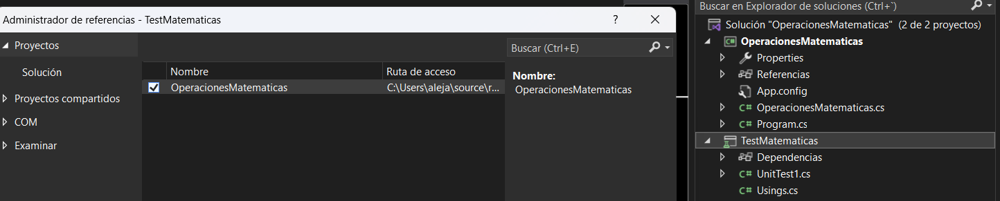 Administrador de referencias - TestMatematicas
? 
Proyectos
Solución
Proyectos compartidos
COM
Examinar
Nombre Ruta de acceso
OperacionesMatematicas C:\Users\aleja\source\r...
Buscar (Ctrl+E)
Nombre:
OperacionesMatematicas
Buscar en Explorador de soluciones (Ctrl+`)
Solución "OperacionesMatematicas" (2 de 2 proyectos)
C# OperacionesMatematicas
Properties
Referencias
App.config
C# OperacionesMatematicas.cs
C# Program.cs
TestMatematicas
Dependencias
C# UnitTest1.cs
C# Usings.cs